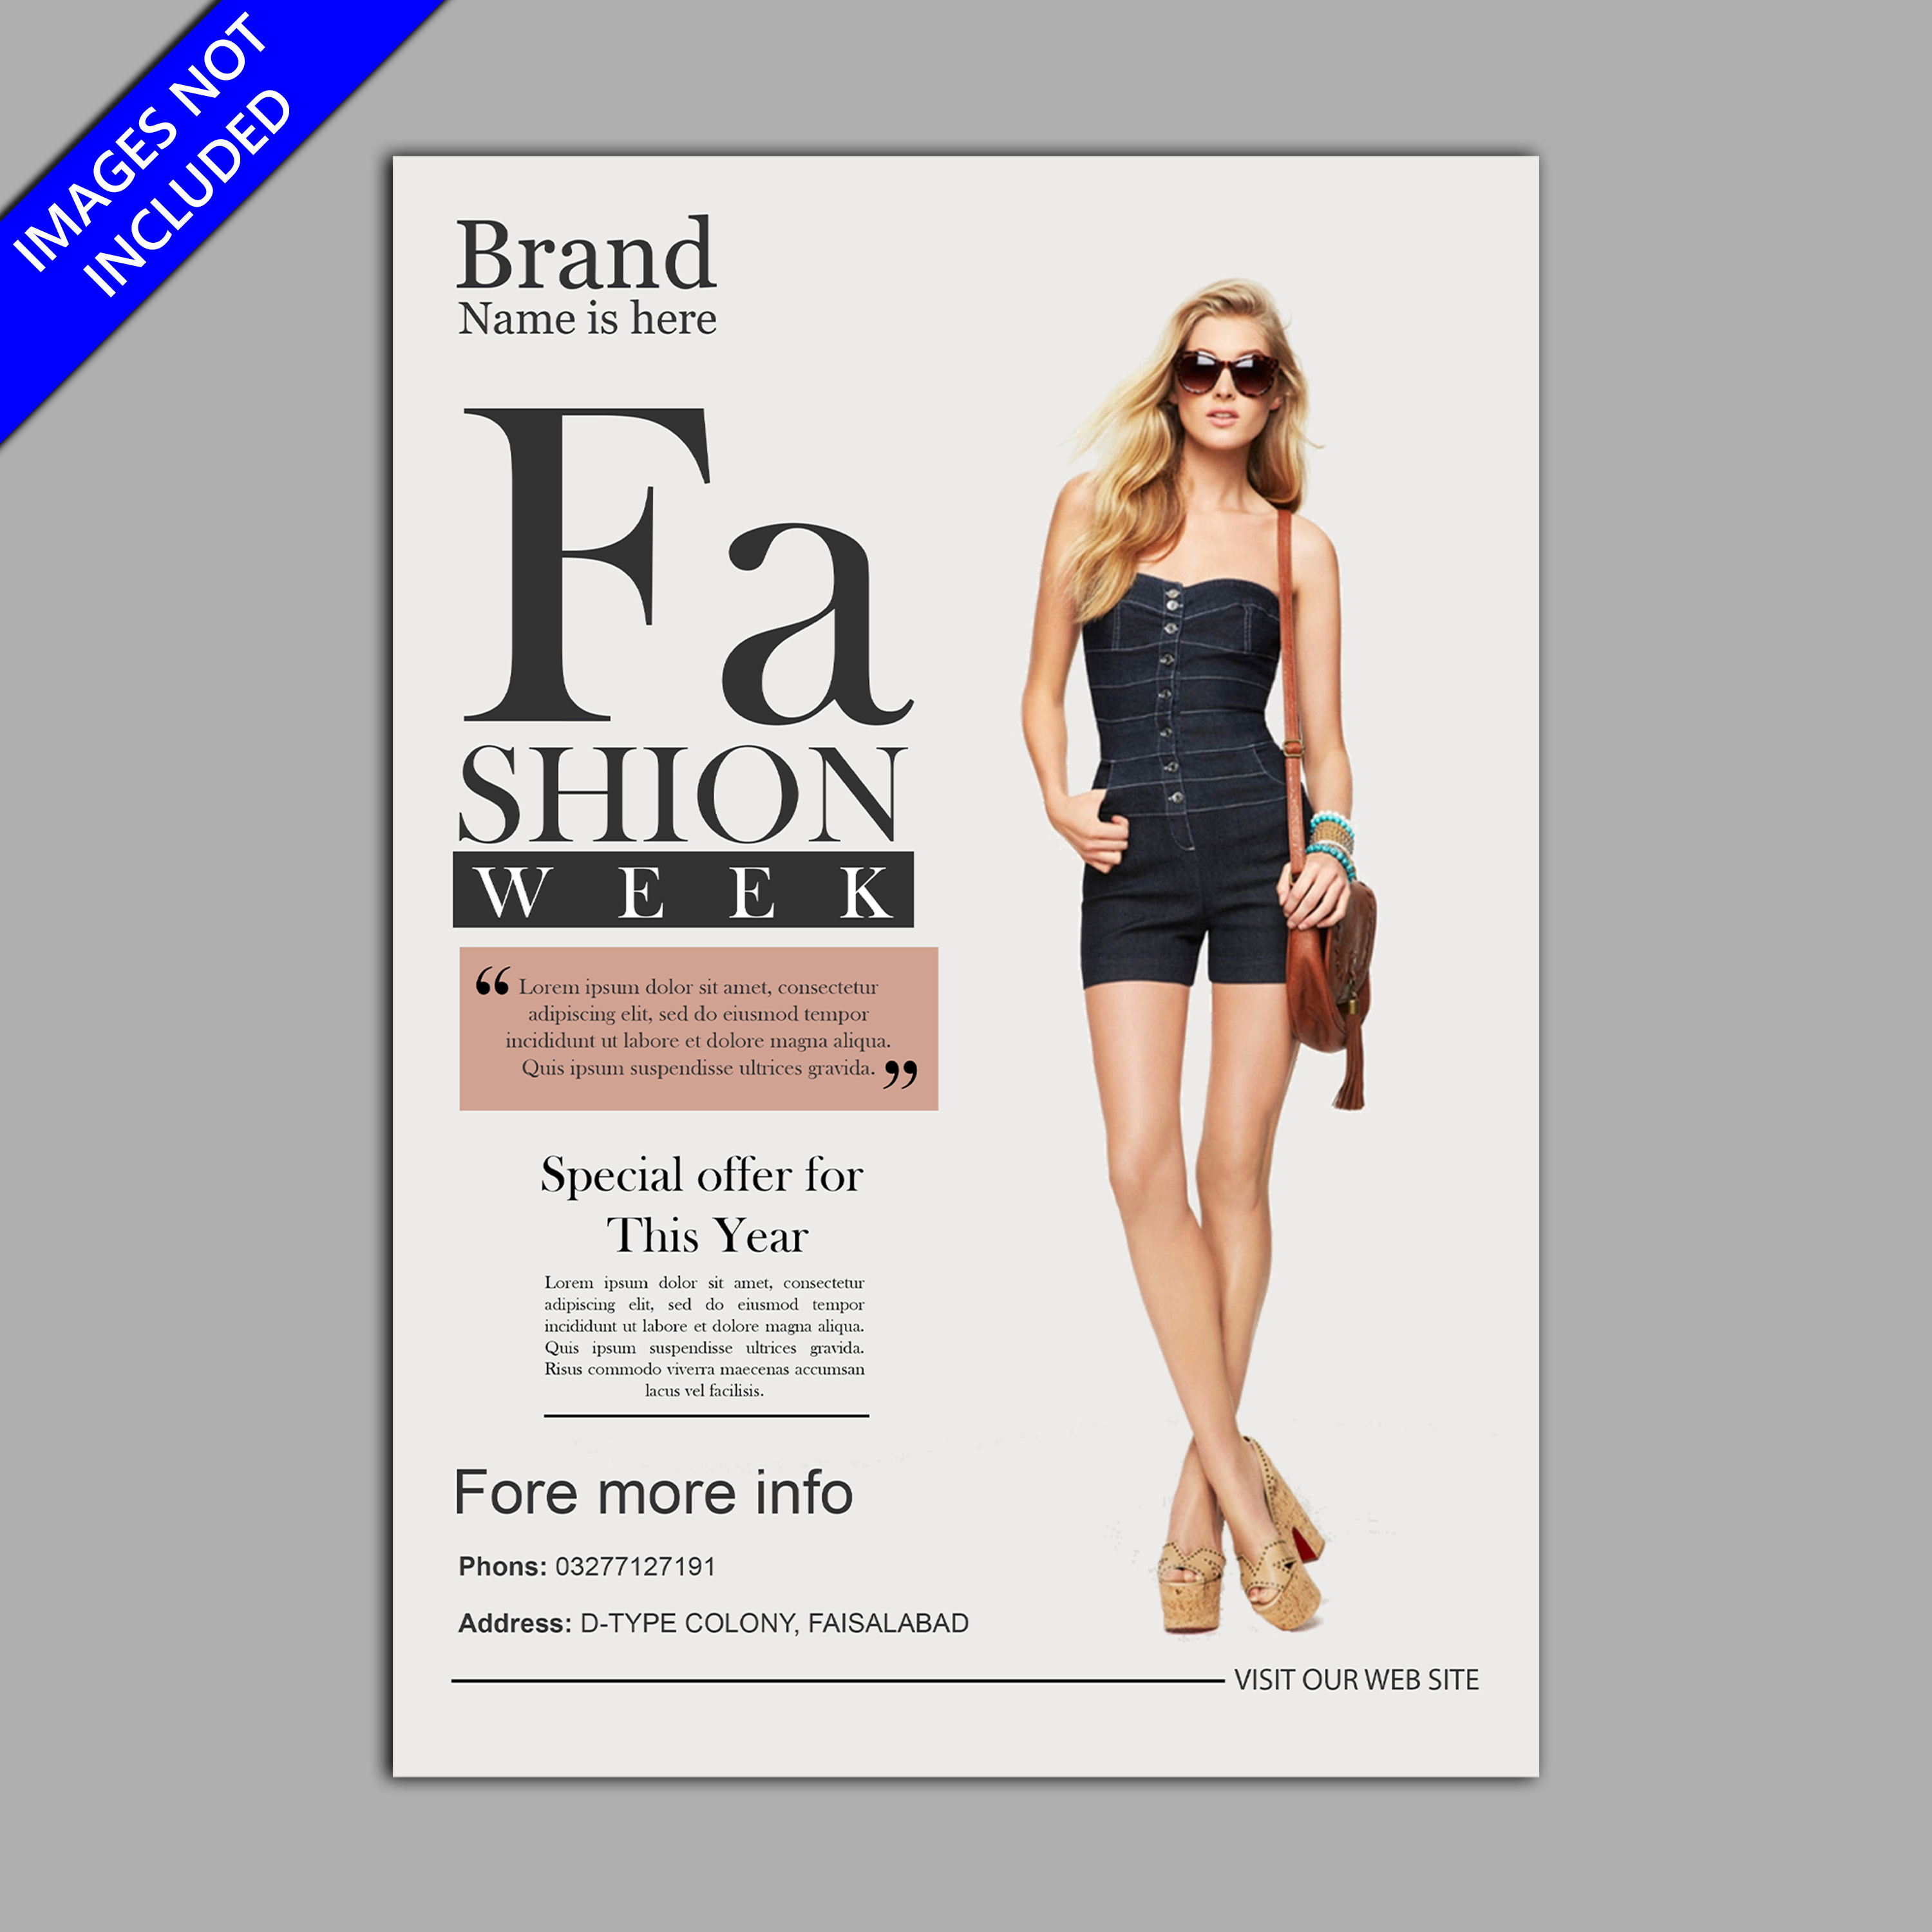 IMAGES NOT
INCLUDED
Brand
Name is here
Fa
SHION
WEEK
“ Lorem ipsum dolor sit amet, consectetur
adipiscing elit, sed do eiusmod tempor
incididunt ut labore et dolore magna aliqua.
Quis ipsum suspendisse ultrices gravida. ”
Special offer for
This Year
Lorem ipsum dolor sit amet, consectetur
adipiscing elit, sed do eiusmod tempor
incididunt ut labore et dolore magna aliqua.
Quis ipsum suspendisse ultrices gravida.
Risus commodo viverra maecenas accumsan
lacus vel facilisis.
Fore more info
Phons: 03277127191
Address: D-TYPE COLONY, FAISALABAD
VISIT OUR WEB SITE